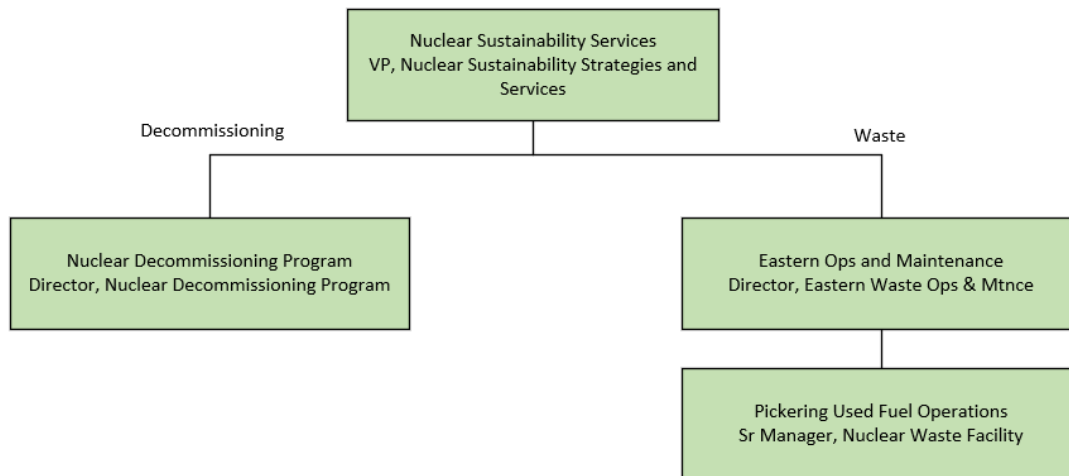 Nuclear Sustainability Services
VP, Nuclear Sustainability Strategies and
Services
Decommissioning
Waste
Nuclear Decommissioning Program
Director, Nuclear Decommissioning Program
Eastern Ops and Maintenance
Director, Eastern Waste Ops & Mtnce
Pickering Used Fuel Operations
Sr Manager, Nuclear Waste Facility